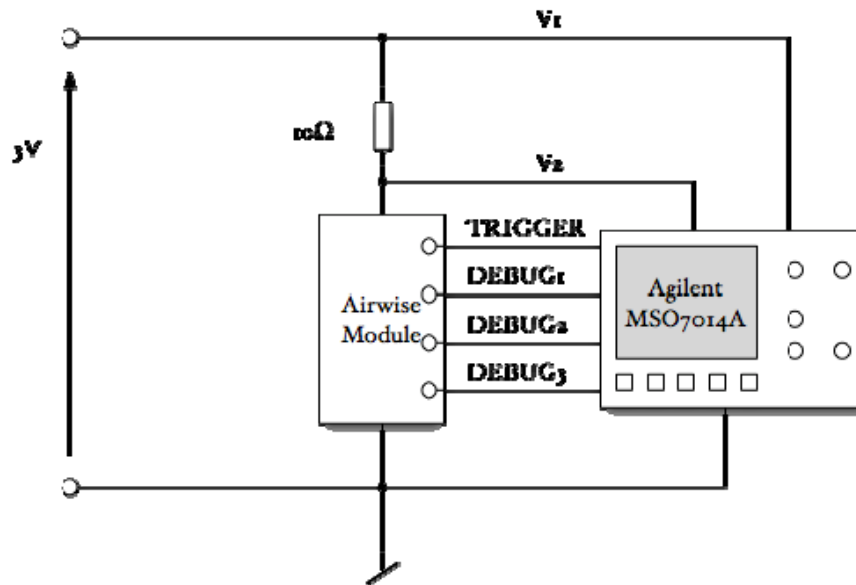 V1
10Ω
3V
V2
TRIGGER
DEBUG1
DEBUG2
DEBUG3
Airwise
Module
Agilent
MSO7014A